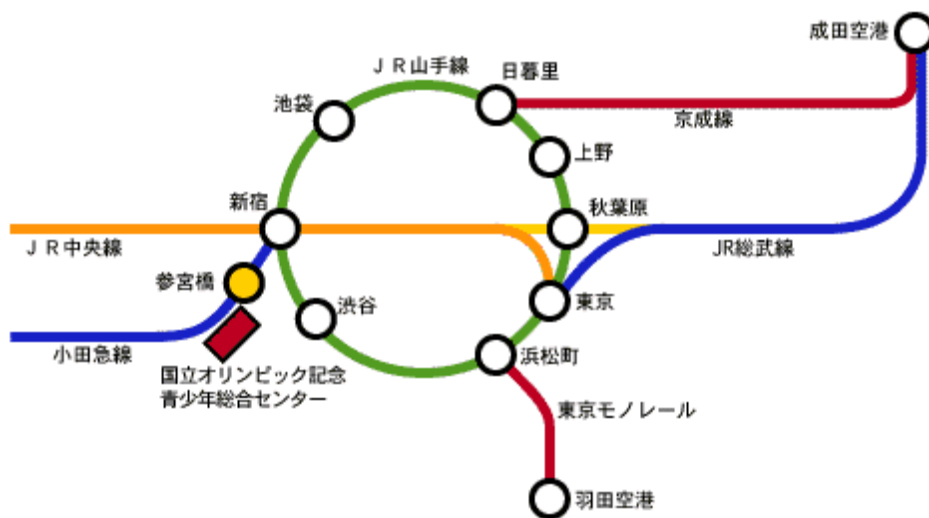 成田空港
ＪＲ山手線
日暮里
池袋
京成線
上野
新宿
秋葉原
ＪＲ中央線
JR総武線
参宮橋
渋谷
東京
小田急線
浜松町
国立オリンピック記念
青少年総合センター
東京モノレール
羽田空港